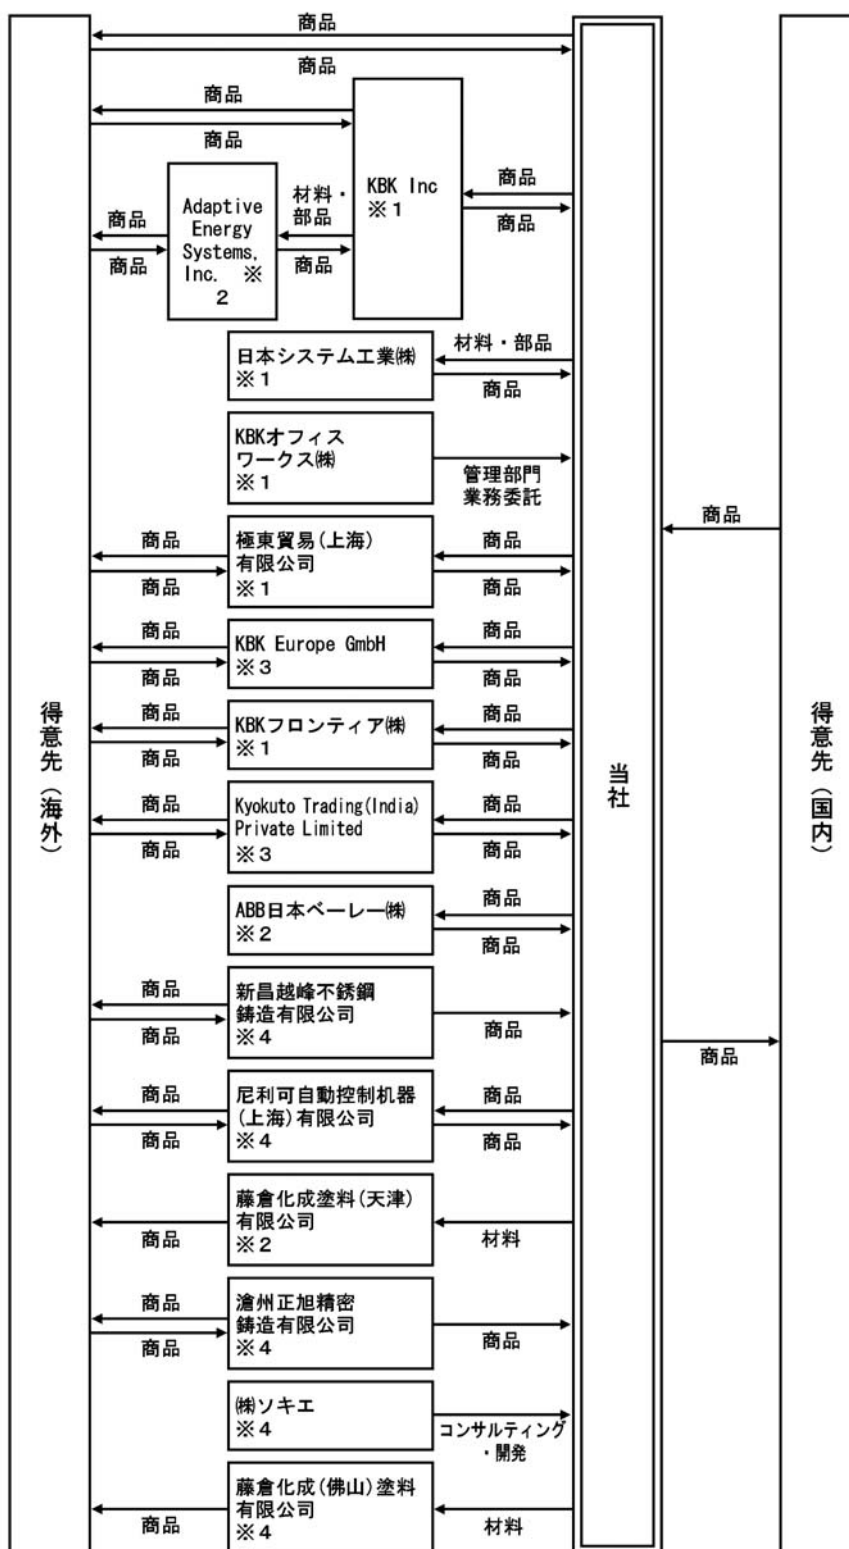 商品
商品
商品
商品
KBK Inc
※1
商品
商品
Adaptive
Energy
Systems,
Inc. ※
2
材料・
部品
商品
商品
商品
日本システム工業㈱
※1
材料・部品
商品
KBKオフィス
ワークス㈱
※1
管理部門
業務委託
商品
極東貿易(上海)
有限公司
※1
商品
商品
商品
商品
KBK Europe GmbH
※3
商品
商品
商品
商品
得意先(海外)
当社
得意先(国内)
KBKフロンティア㈱
※1
商品
商品
商品
商品
Kyokuto Trading(India)
Private Limited
※3
商品
商品
商品
商品
ABB日本ベーレー㈱
※2
商品
商品
新昌越峰不銹鋼
鋳造有限公司
※4
商品
商品
商品
商品
尼利可自動控制机器
(上海)有限公司
※4
商品
商品
商品
商品
藤倉化成塗料(天津)
有限公司
※2
商品
材料
滄州正旭精密
鋳造有限公司
※4
商品
商品
商品
㈱ソキエ
※4
コンサルティング
・開発
藤倉化成(佛山)塗料
有限公司
※4
商品
材料